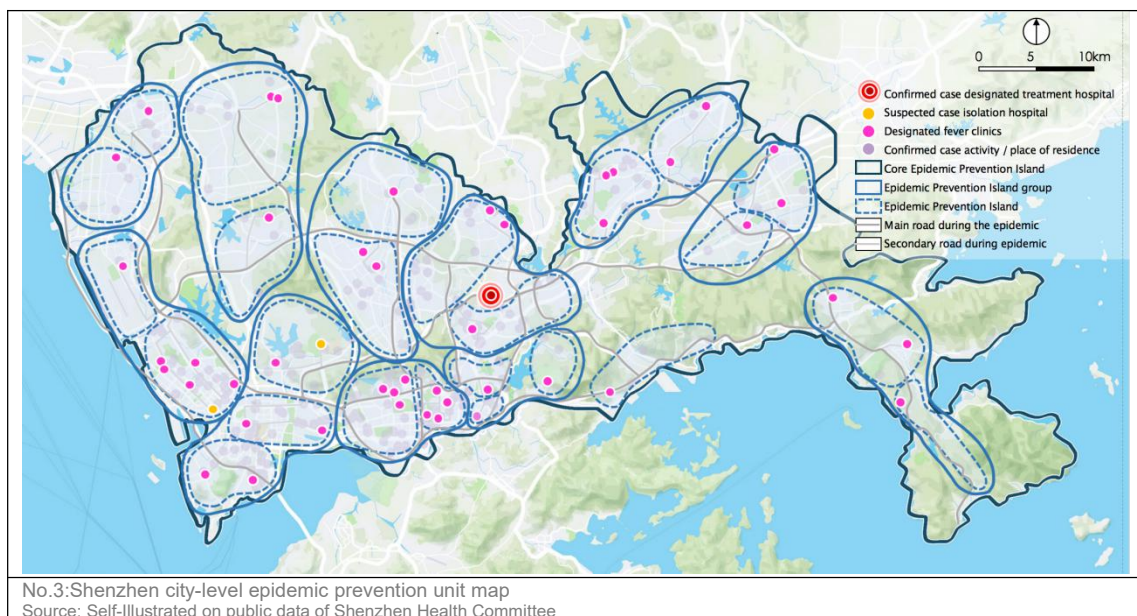 0 5 10km
Confirmed case designated treatment hospital
Suspected case isolation hospital
Designated fever clinics
Confirmed case activity / place of residence
Core Epidemic Prevention Island
Epidemic Prevention Island group
Epidemic Prevention Island
Main road during the epidemic
Secondary road during epidemic
No.3:Shenzhen city-level epidemic prevention unit map
Source: Self-Illustrated on public data of Shenzhen Health Committee